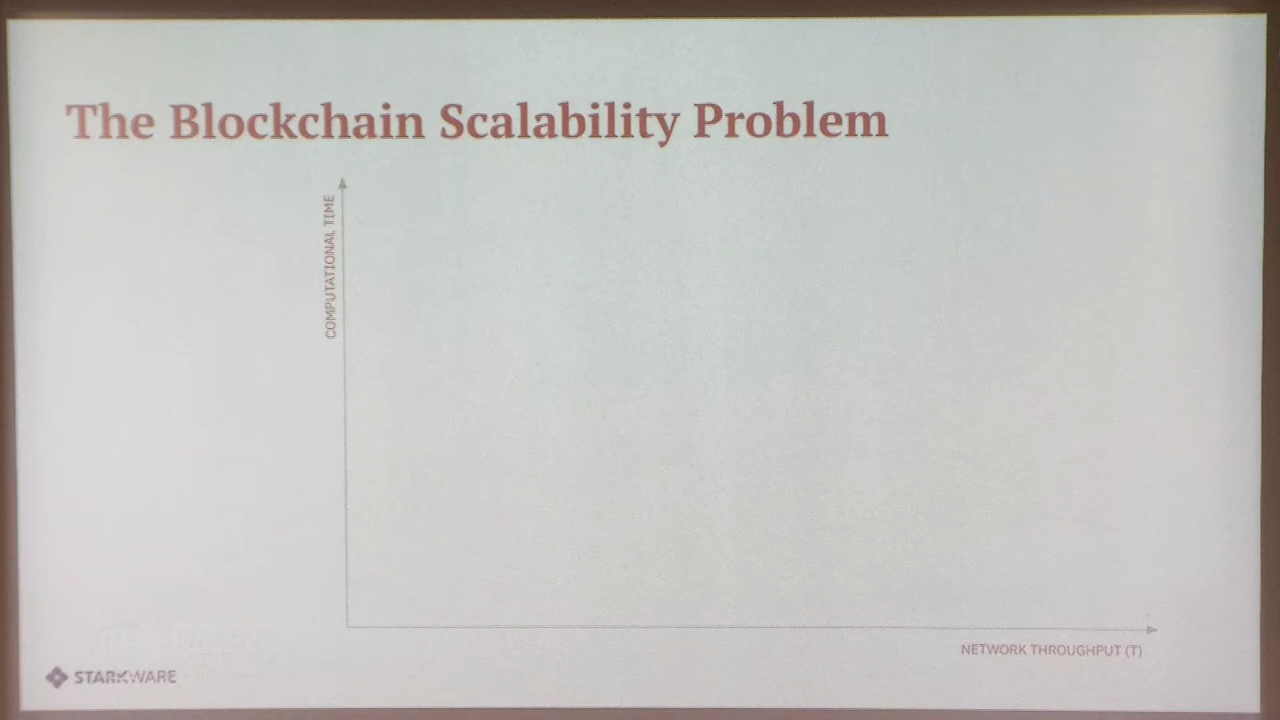 The Blockchain Scalability Problem
COMPUTATIONAL TIME
NETWORK THROUGHPUT (T)
STARKWARE